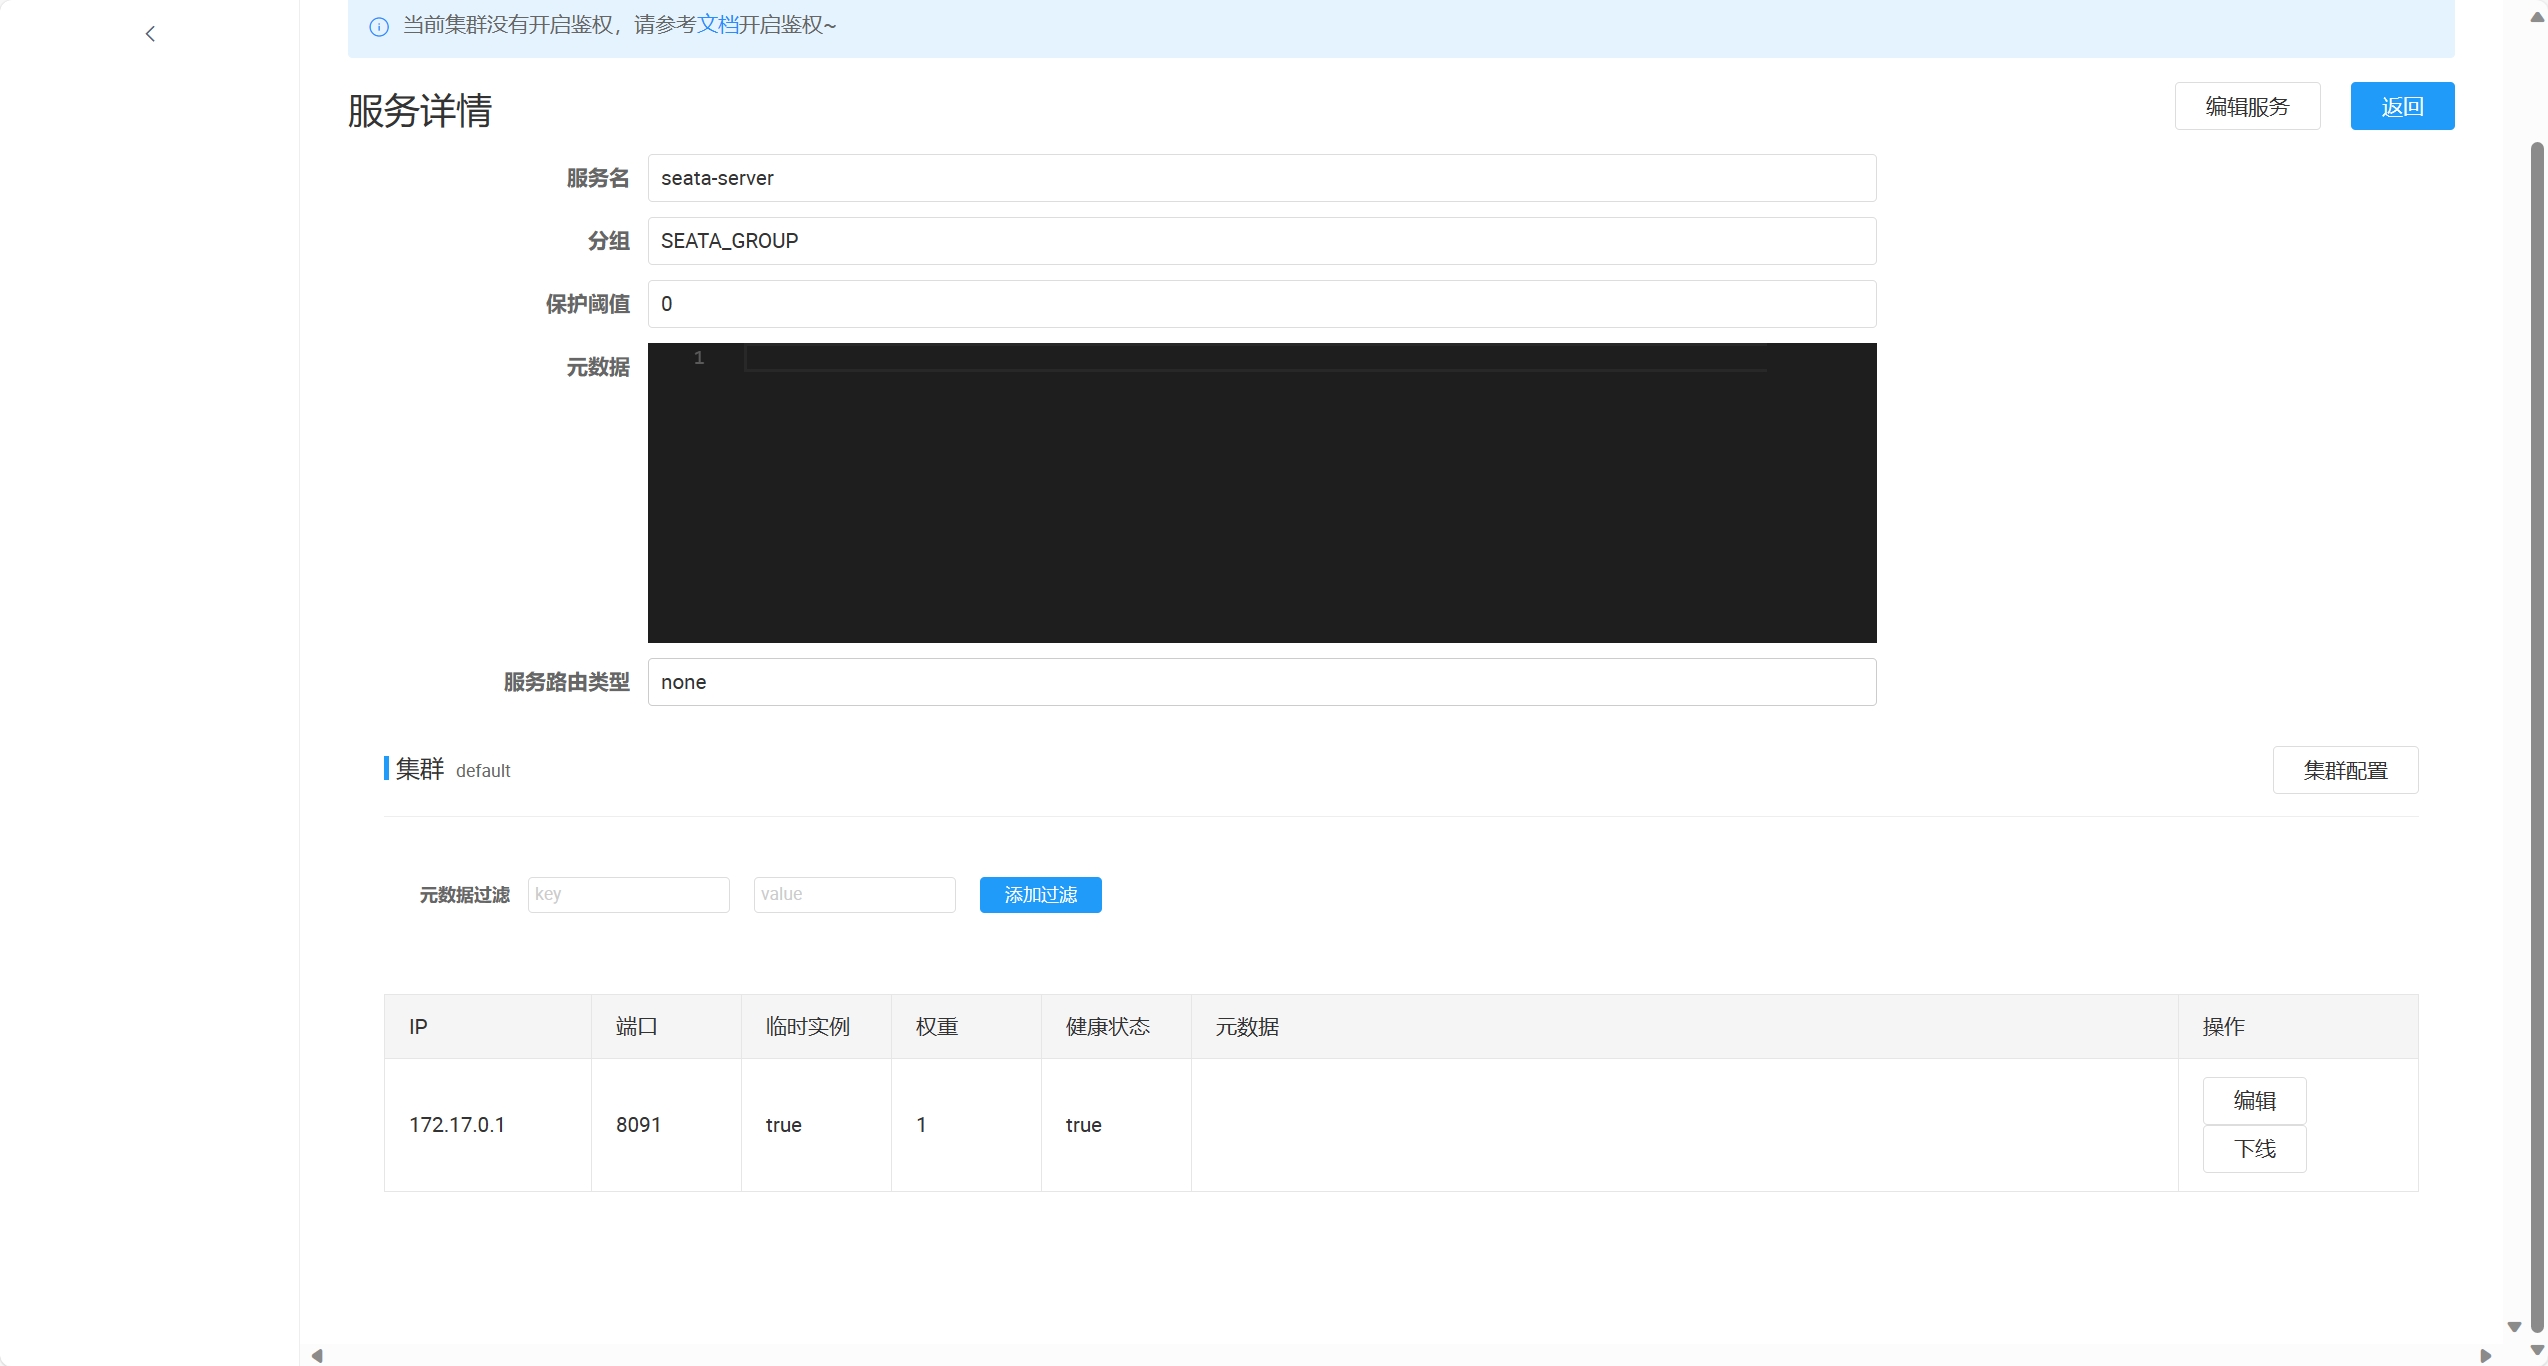 当前集群没有开启鉴权，请参考文档开启鉴权~
服务详情
编辑服务
返回
服务名
seata-server
分组
SEATA_GROUP
保护阈值
0
元数据
1
服务路由类型
none
集群 default
集群配置
元数据过滤 key value 添加过滤
IP 端口 临时实例 权重 健康状态 元数据 操作
172.17.0.1 8091 true 1 true
编辑
下线